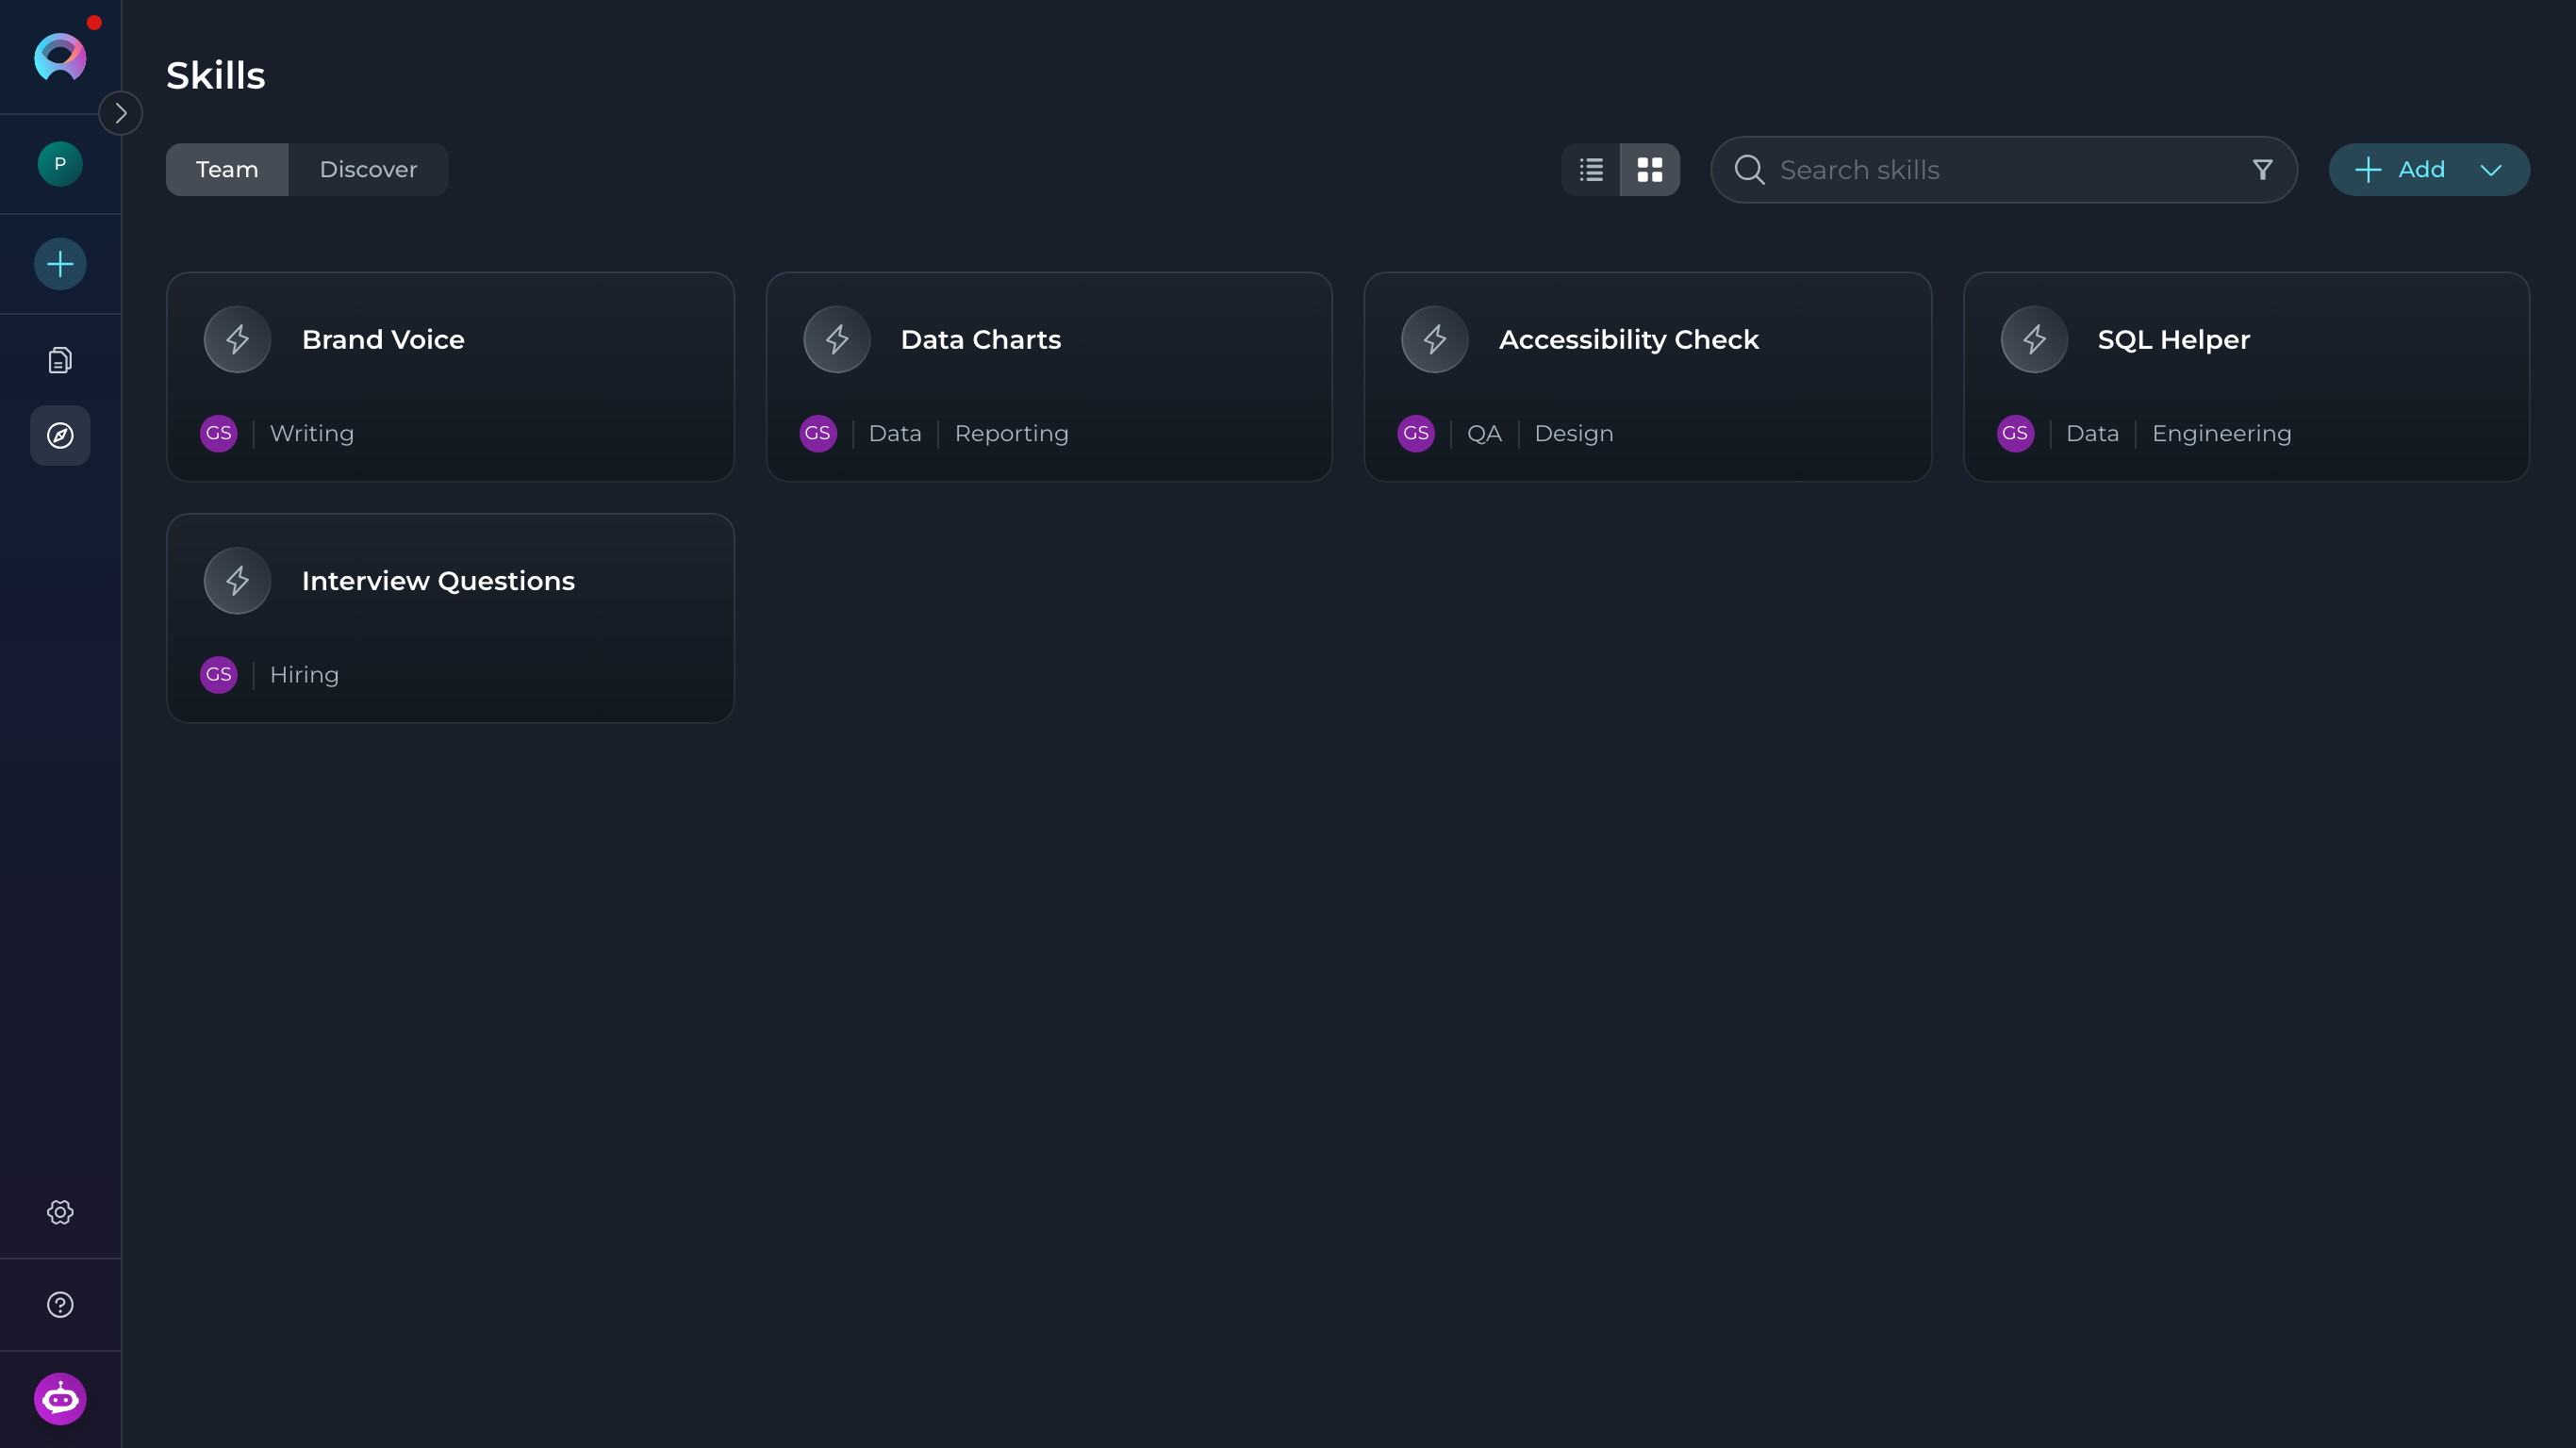 Skills
P
Team
Discover
Search skills
Add
Brand Voice
GS Writing
Data Charts
GS Data Reporting
Accessibility Check
GS QA Design
SQL Helper
GS Data Engineering
Interview Questions
GS Hiring